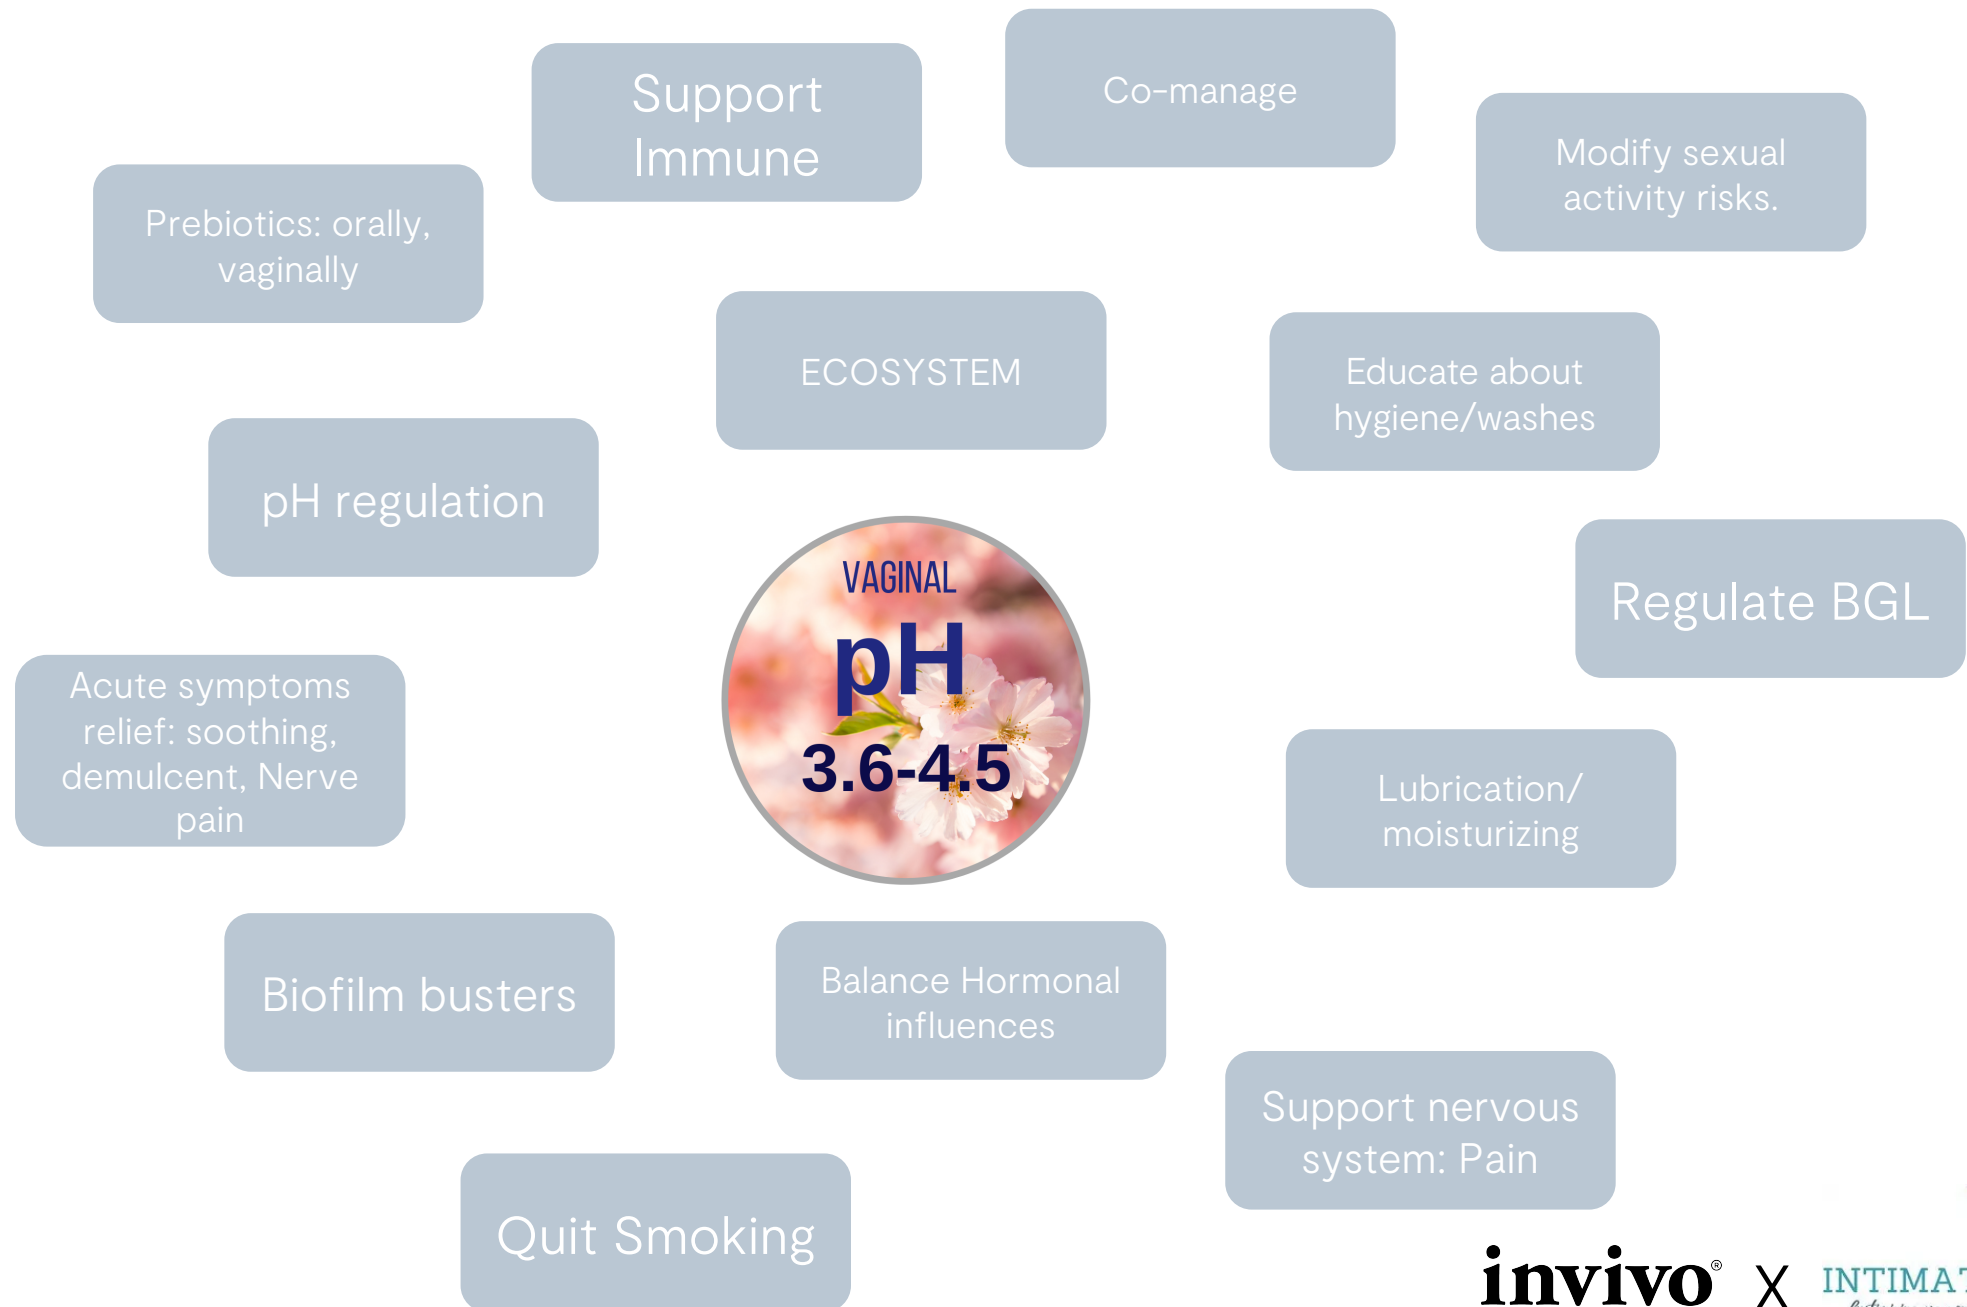 Support
Immune
Co-manage
Modify sexual
activity risks.
Prebiotics: orally,
vaginally
ECOSYSTEM
Educate about
hygiene/washes
pH regulation
VAGINAL
pH
3.6-4.5
Regulate BGL
Acute symptoms
relief: soothing,
demulcent, Nerve
pain
Lubrication/
moisturizing
Biofilm busters
Balance Hormonal
influences
Support nervous
system: Pain
Quit Smoking
invivo® X